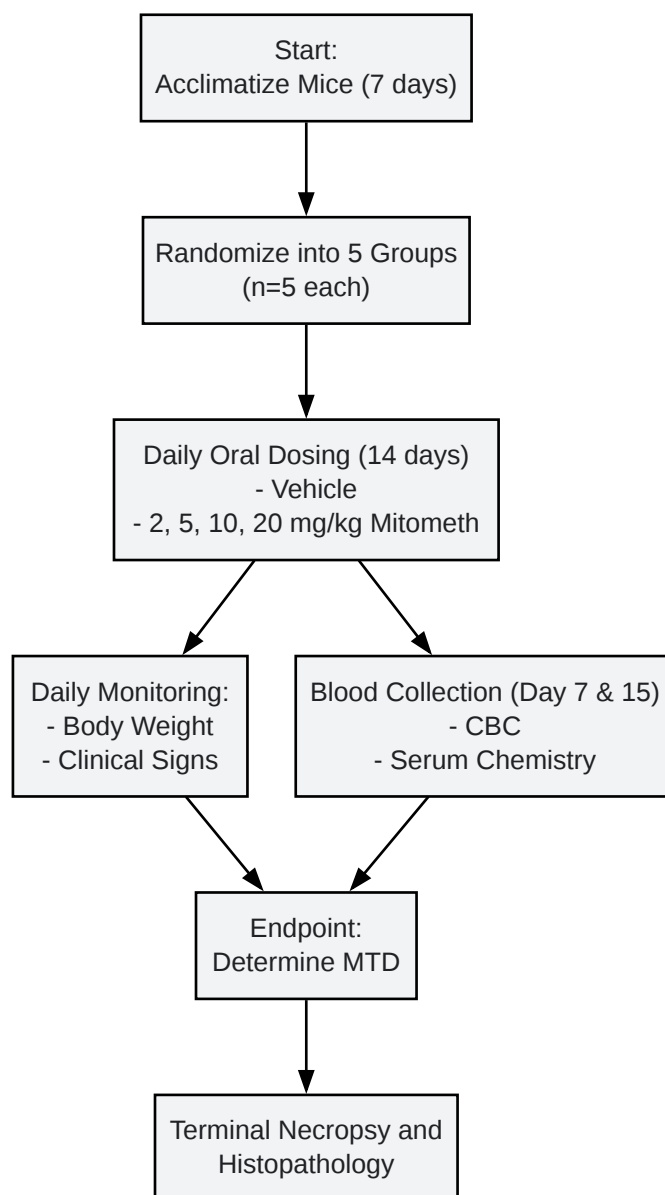 Start:
Acclimatize Mice (7 days)
Randomize into 5 Groups
(n=5 each)
Daily Oral Dosing (14 days)
- Vehicle
- 2, 5, 10, 20 mg/kg Mitometh
Daily Monitoring:
- Body Weight
- Clinical Signs
Blood Collection (Day 7 & 15)
- CBC
- Serum Chemistry
Endpoint:
Determine MTD
Terminal Necropsy and
Histopathology